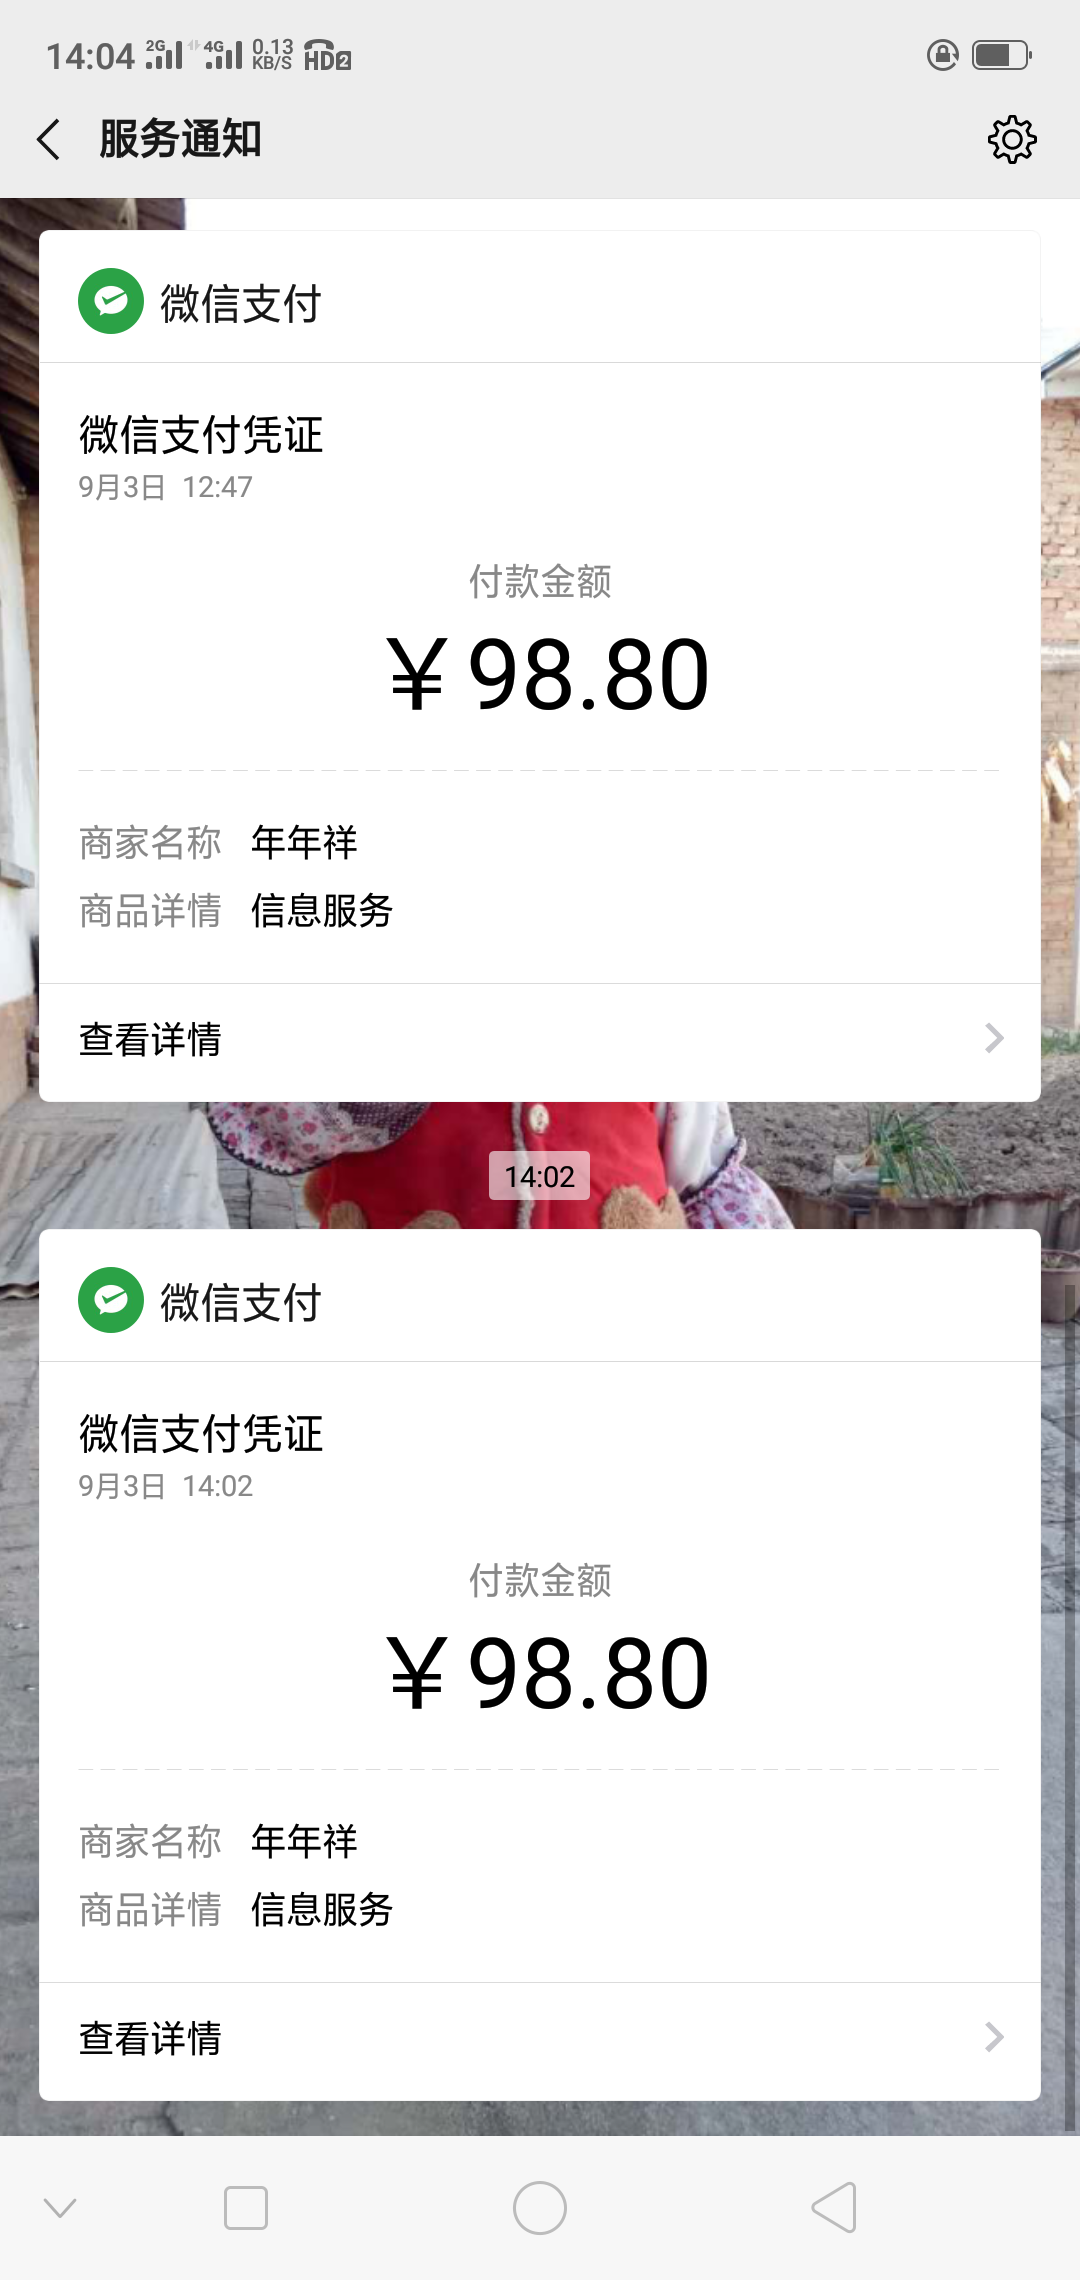 14:04 2G 4G 0.13 KB/S HD 2
服务通知
微信支付
微信支付凭证
9月3日 12:47
付款金额
¥98.80
商家名称 年年祥
商品详情 信息服务
查看详情
14:02
微信支付
微信支付凭证
9月3日 14:02
付款金额
¥98.80
商家名称 年年祥
商品详情 信息服务
查看详情